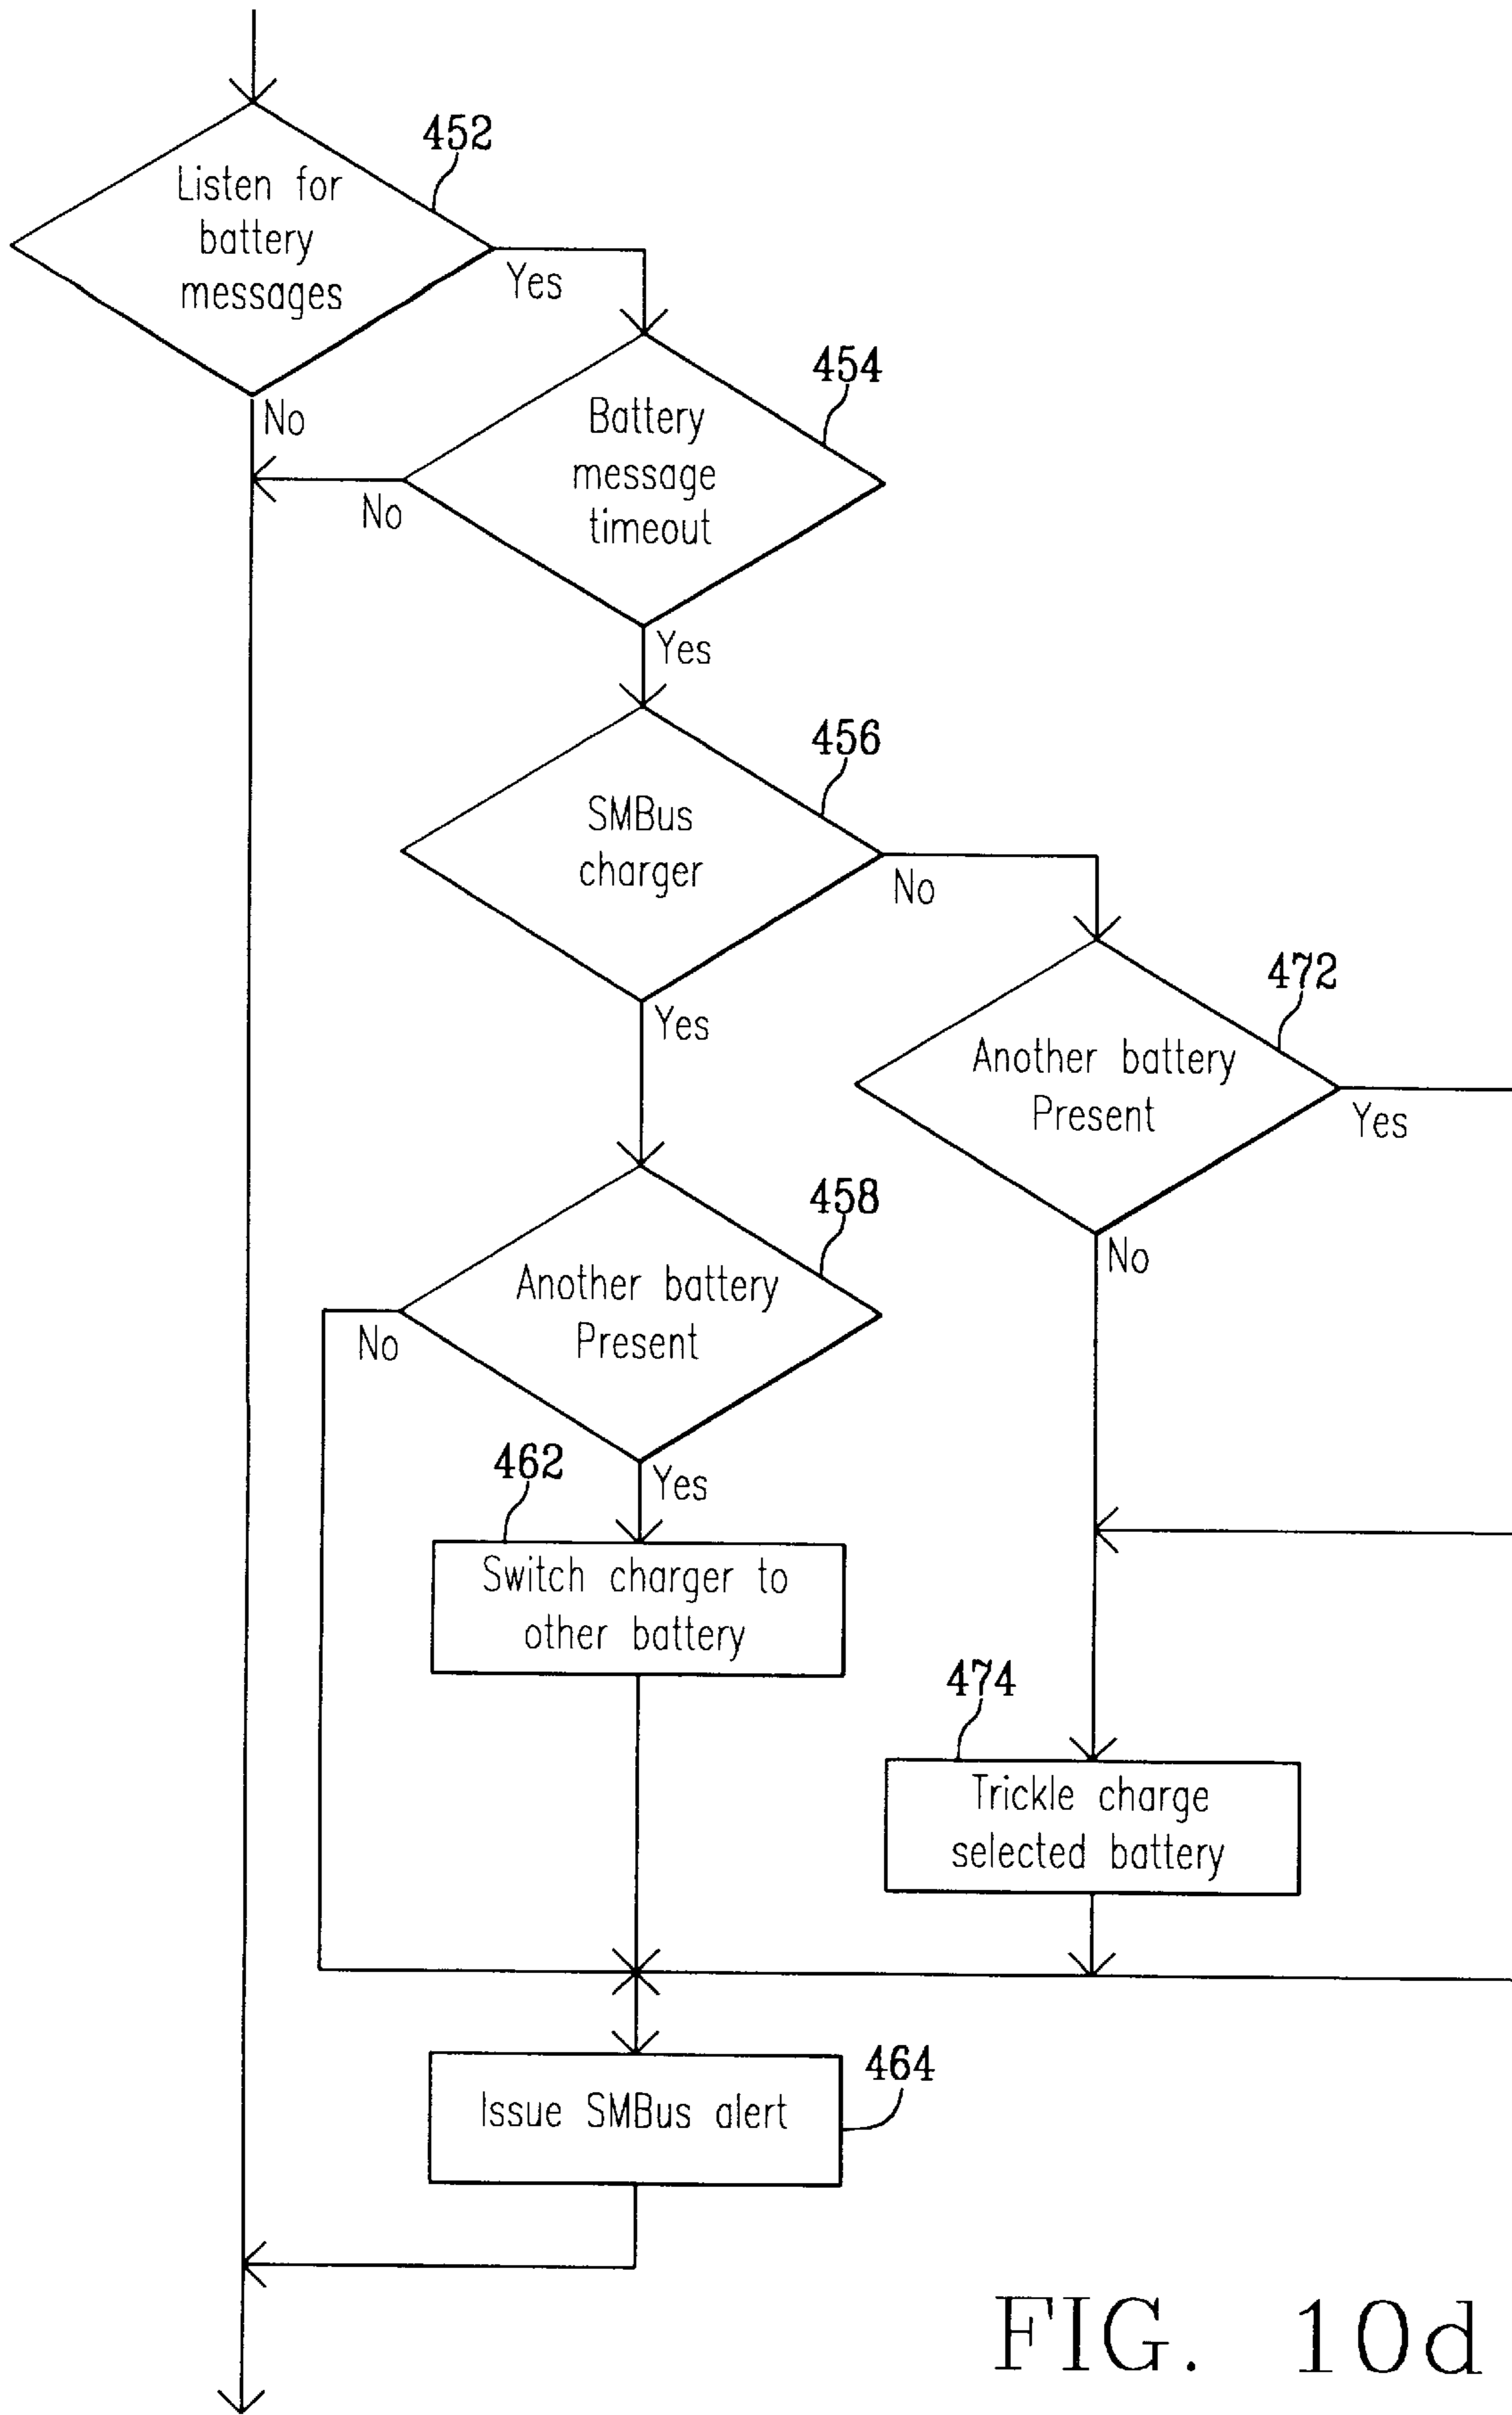 452
Listen for
battery
messages
Yes
No
454
Battery
message
timeout
No
Yes
456
SMBus
charger
No
Yes
472
Another battery
Present
Yes
No
458
Another battery
Present
No
Yes
462
Switch charger to
other battery
474
Trickle charge
selected battery
464
Issue SMBus alert
FIG. 10d